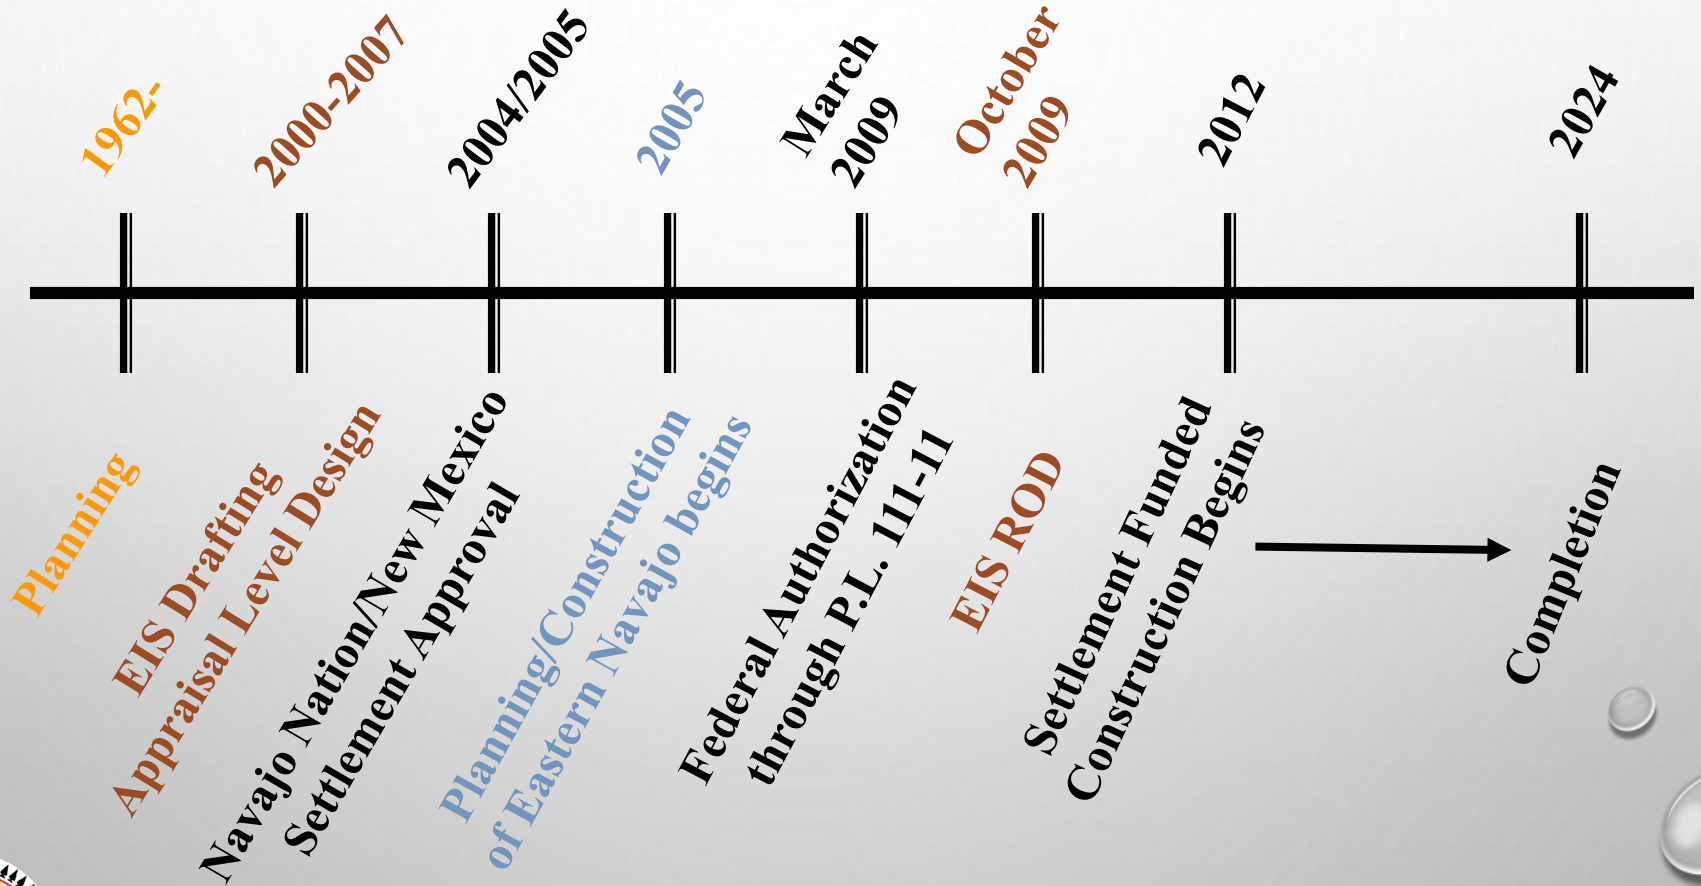 1962-
2000-2007
2004/2005
2005
March
2009
October
2009
2012
2024
Planning
EIS Drafting
Appraisal Level Design
Navajo Nation/New Mexico
Settlement Approval
Planning/Construction
of Eastern Navajo begins
Federal Authorization
through P.L. 111-11
EIS ROD
Settlement Funded
Construction Begins
Completion